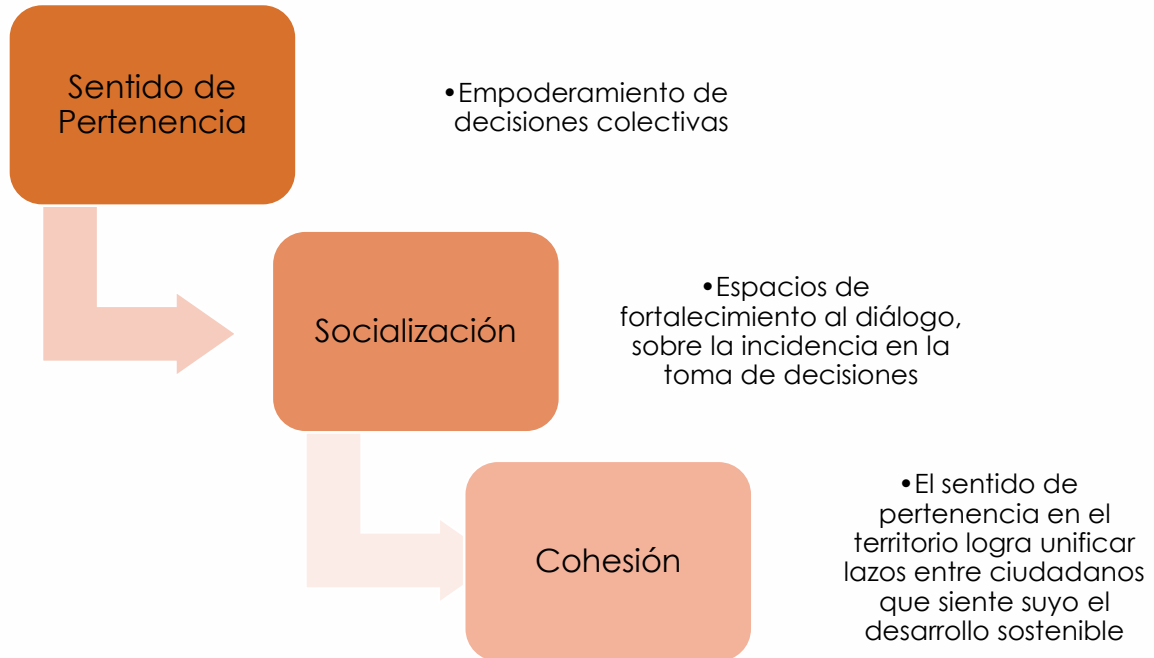 Sentido de
Pertenencia
•Empoderamiento de
decisiones colectivas
Socialización
•Espacios de
fortalecimiento al diálogo,
sobre la incidencia en la
toma de decisiones
Cohesión
•El sentido de
pertenencia en el
territorio logra unificar
lazos entre ciudadanos
que siente suyo el
desarrollo sostenible